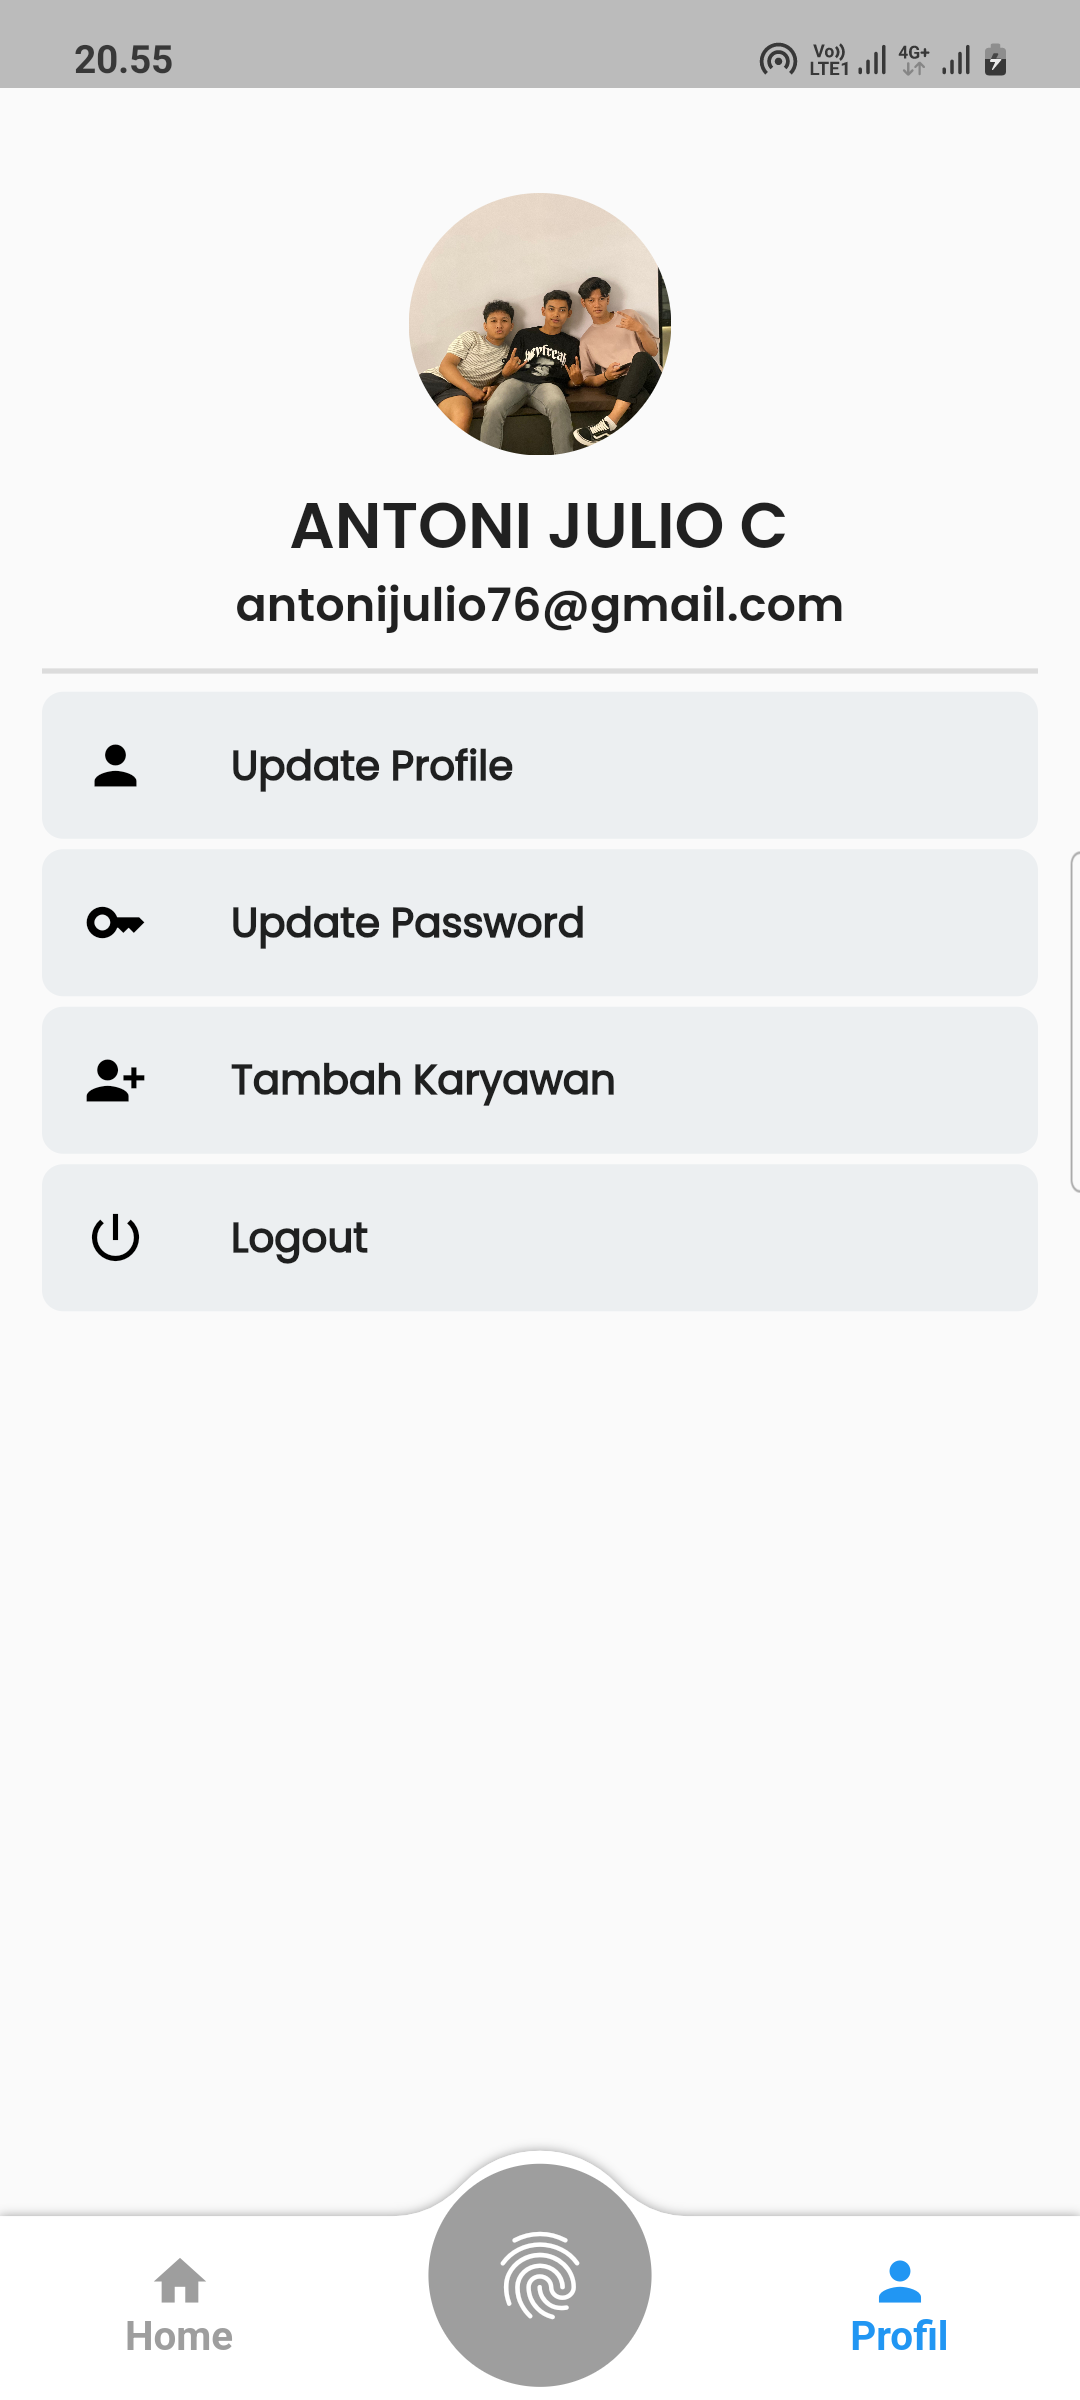 20.55
Vo))
LTE1
4G+
ANTONI JULIO C
antonijulio76@gmail.com
Update Profile
Update Password
Tambah Karyawan
Logout
Home
Profil